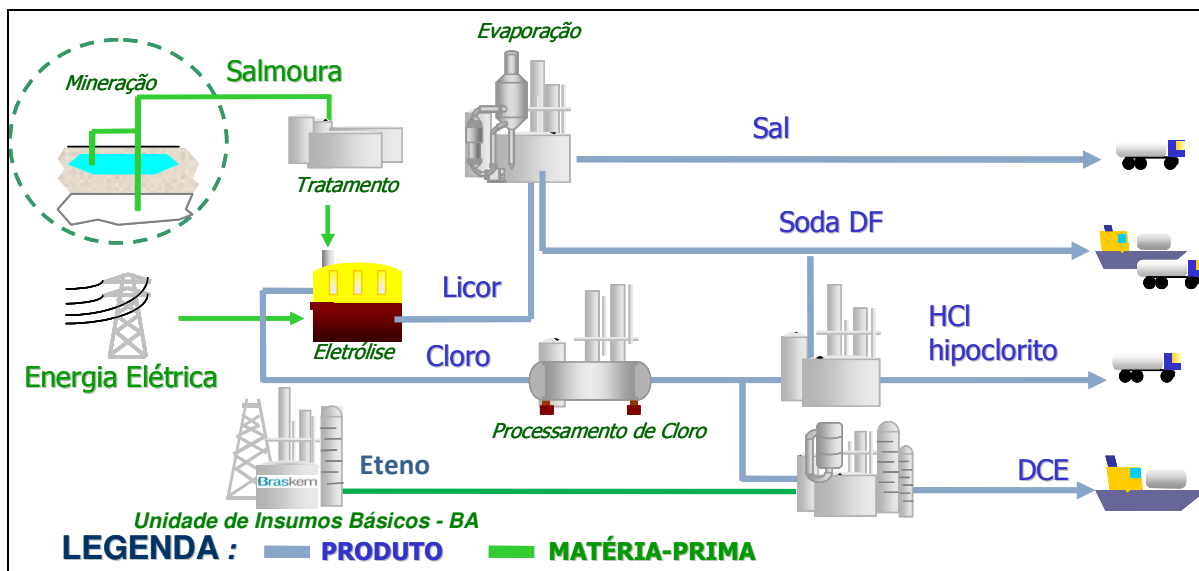 Evaporação
Mineração
Salmoura
Sal
Tratamento
Soda DF
Licor
HCl
hipoclorito
Eletrólise
Cloro
Energia Elétrica
Processamento de Cloro
Eteno
DCE
Braskem
Unidade de Insumos Básicos - BA
LEGENDA : PRODUTO MATÉRIA-PRIMA